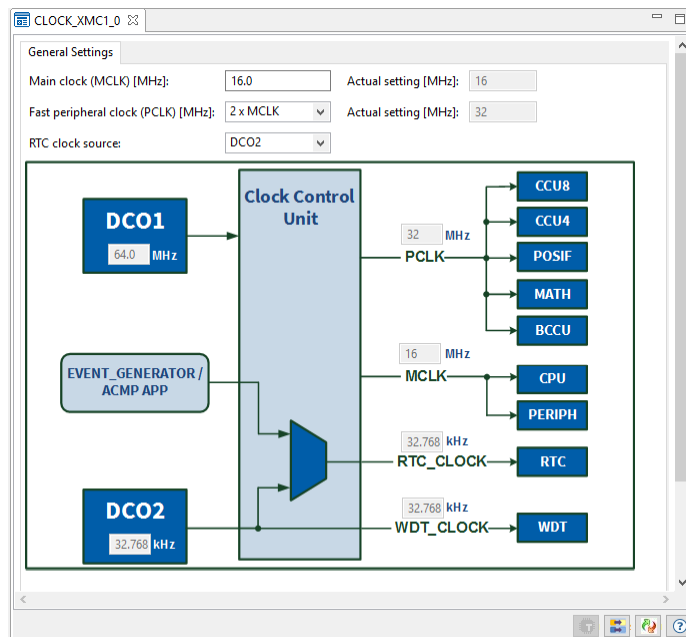 CLOCK_XMC1_0
General Settings
Main clock (MCLK) [MHz]: 16.0 Actual setting [MHz]: 16
Fast peripheral clock (PCLK) [MHz]: 2 x MCLK Actual setting [MHz]: 32
RTC clock source: DCO2
DCO1
64.0 MHz
Clock Control
Unit
32 MHz
PCLK
CCU8
CCU4
POSIF
MATH
BCCU
EVENT_GENERATOR /
ACMP APP
16 MHz
MCLK
CPU
PERIPH
32.768 kHz
RTC_CLOCK
RTC
DCO2
32.768 kHz
32.768 kHz
WDT_CLOCK
WDT